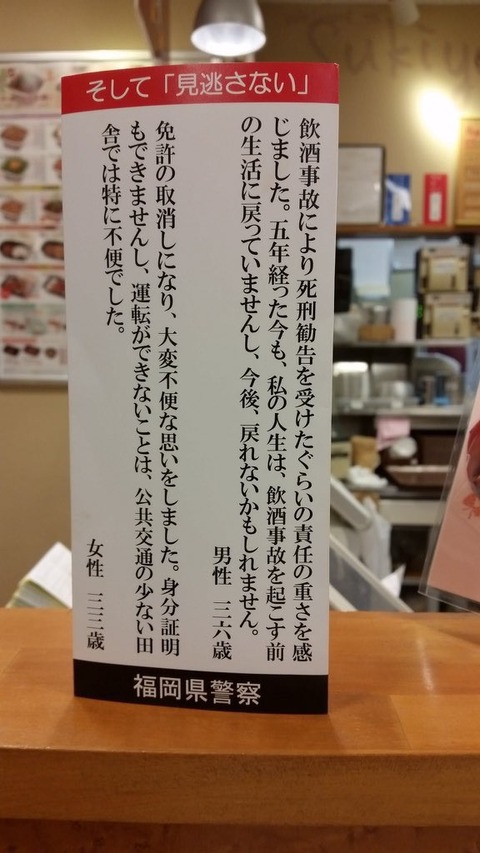 そして「見逃さない」
飲酒事故により死刑勧告を受けたぐらいの責任の重さを感
じました。五年経った今も、私の人生は、飲酒事故を起こす前
の生活に戻っていませんし、今後、戻れないかもしれません。
男性 三六歳
免許の取消しになり、大変不便な思いをしました。身分証明
もできませんし、運転ができないことは、公共交通の少ない田
舎では特に不便でした。
女性 三三歳
福岡県警察